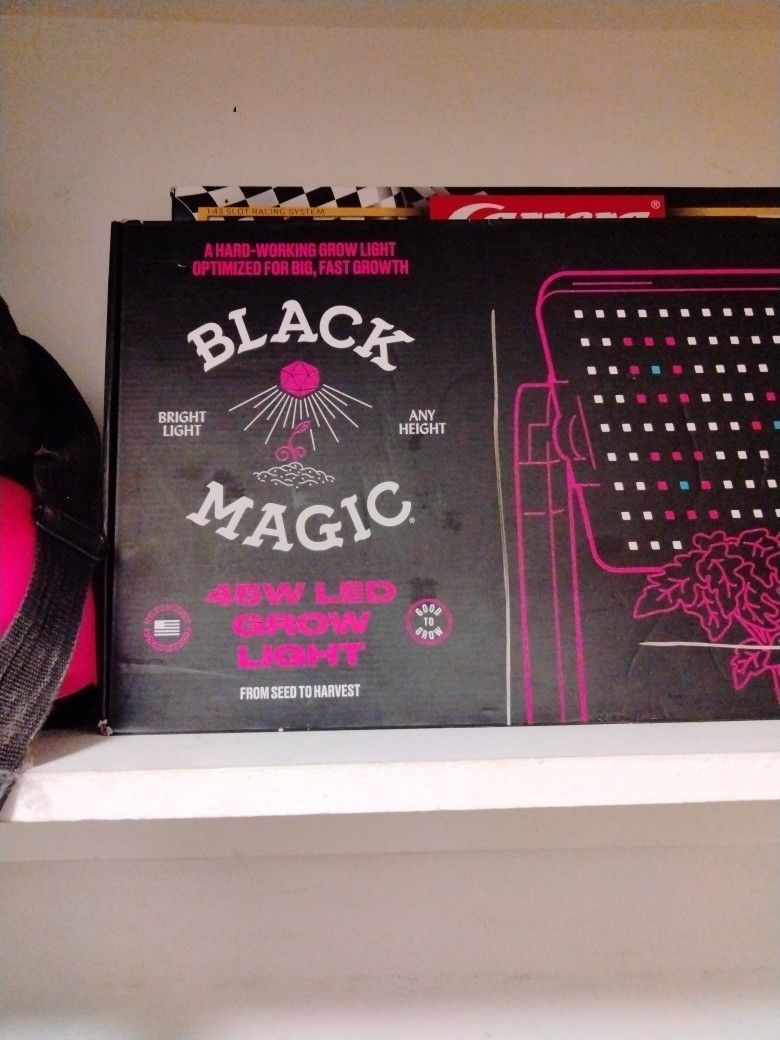 1:43 SLOT RACING SYSTEM
Carrera®
A HARD-WORKING GROW LIGHT
OPTIMIZED FOR BIG, FAST GROWTH
BLACK
BRIGHT
LIGHT
ANY
HEIGHT
MAGIC®
45W LED
GROW
LIGHT
GOOD
TO
GROW
FROM SEED TO HARVEST